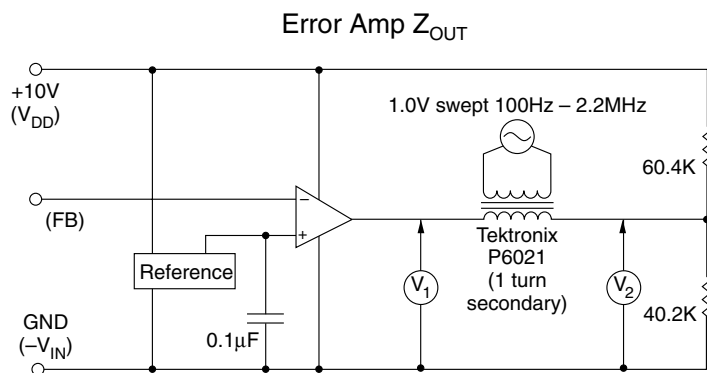 Error Amp Z_OUT
+10V
(V_DD)
1.0V swept 100Hz – 2.2MHz
60.4K
(FB)
–
+
Reference
Tektronix
P6021
(1 turn
secondary)
V_1
V_2
40.2K
GND
(–V_IN)
0.1µF